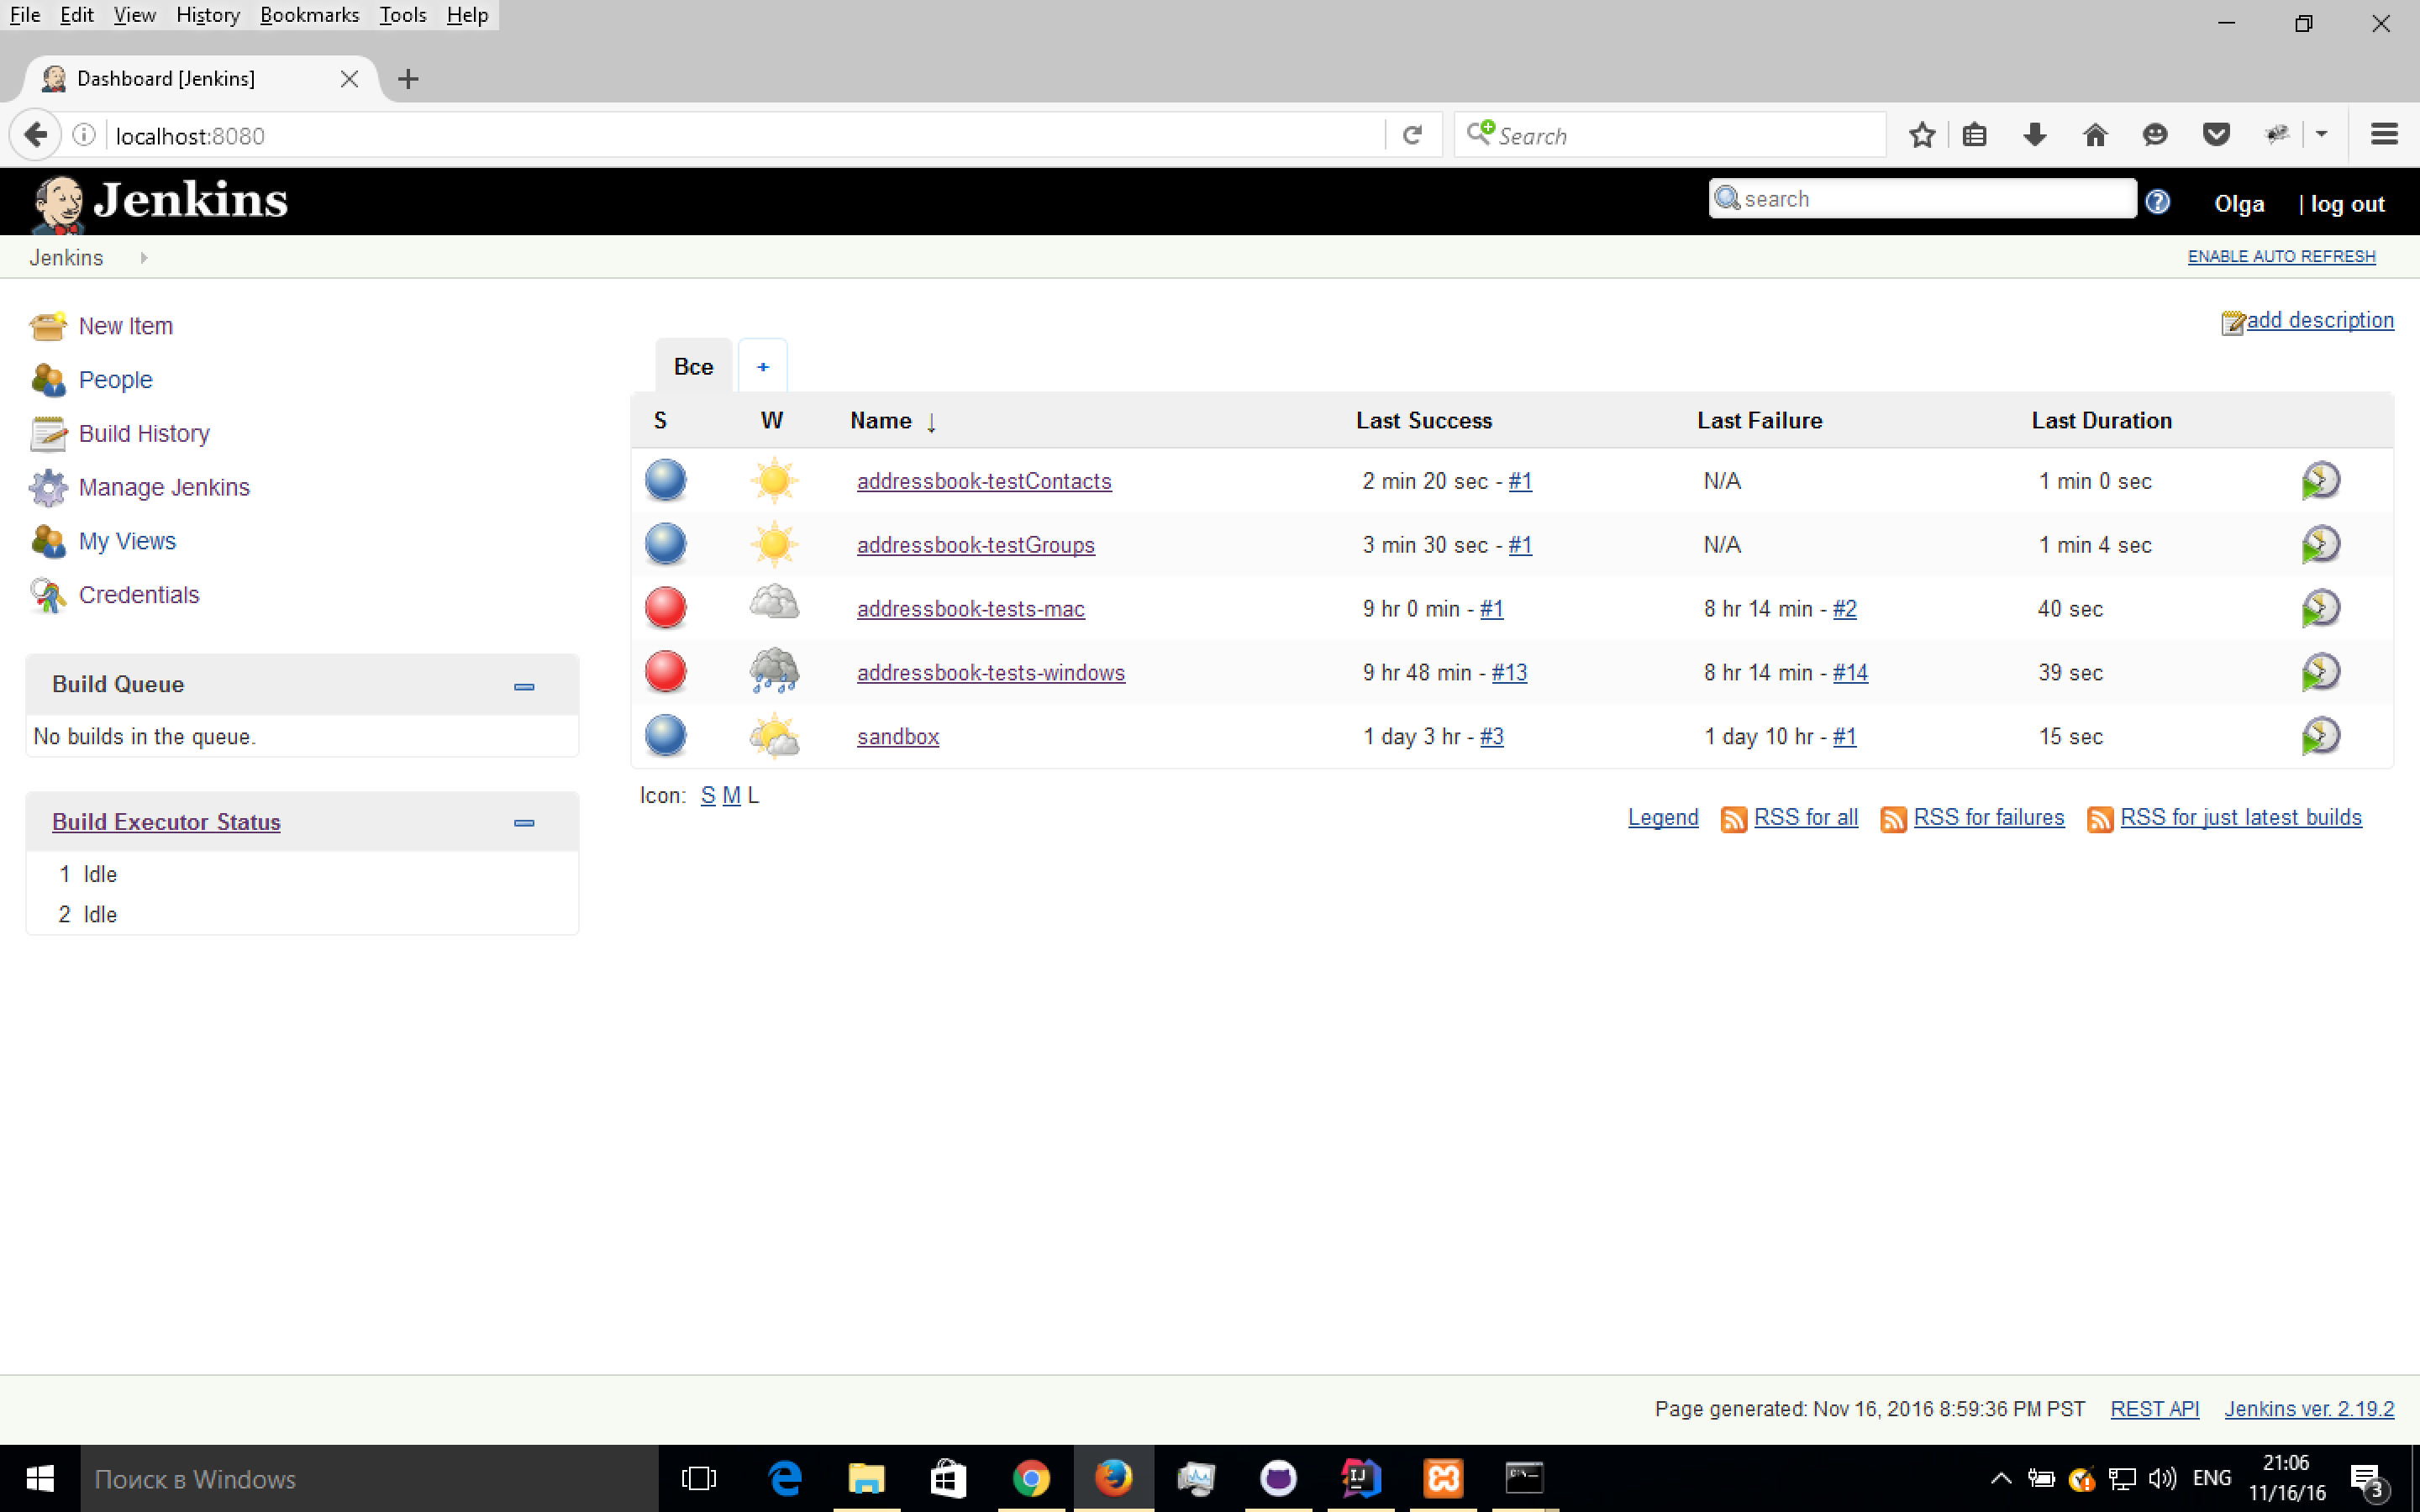 File Edit View History Bookmarks Tools Help
Dashboard [Jenkins]
localhost:8080
Search
Jenkins
search
Olga | log out
Jenkins
ENABLE AUTO REFRESH
New Item
People
Build History
Manage Jenkins
My Views
Credentials
Build Queue
No builds in the queue.
Build Executor Status
1 Idle
2 Idle
add description
Все +
S W Name ↓ Last Success Last Failure Last Duration
addressbook-testContacts 2 min 20 sec - #1 N/A 1 min 0 sec
addressbook-testGroups 3 min 30 sec - #1 N/A 1 min 4 sec
addressbook-tests-mac 9 hr 0 min - #1 8 hr 14 min - #2 40 sec
addressbook-tests-windows 9 hr 48 min - #13 8 hr 14 min - #14 39 sec
sandbox 1 day 3 hr - #3 1 day 10 hr - #1 15 sec
Icon: S M L
Legend RSS for all RSS for failures RSS for just latest builds
Page generated: Nov 16, 2016 8:59:36 PM PST REST API Jenkins ver. 2.19.2
Поиск в Windows
ENG
21:06
11/16/16
3